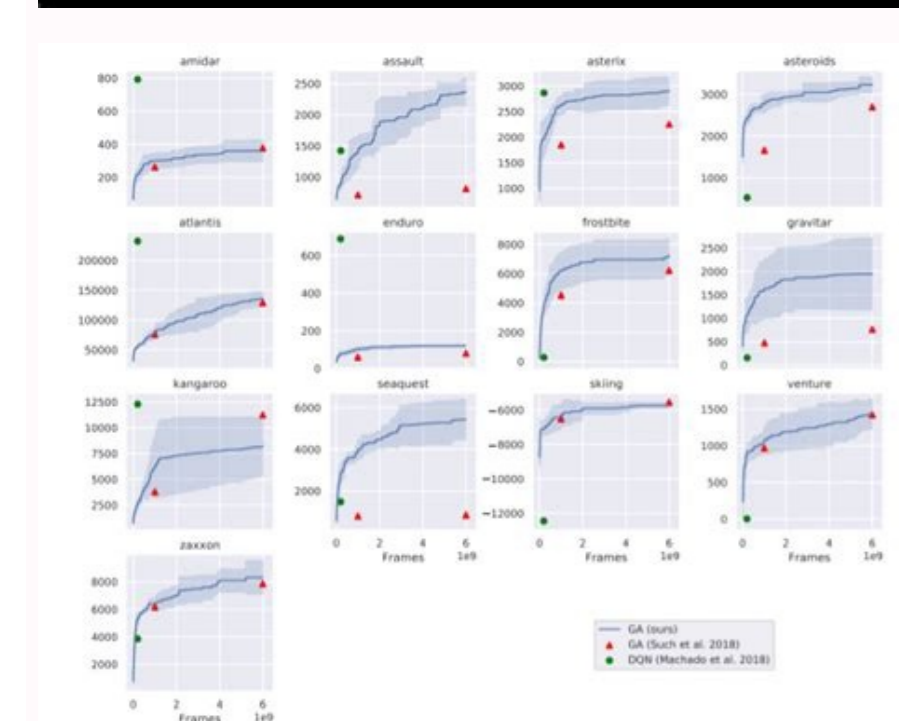 amidar
800
600
400
200
assault
2500
2000
1500
1000
asterix
3000
2500
2000
1500
1000
asteroids
3000
2000
1000
atlantis
200000
150000
100000
50000
enduro
600
400
200
0
frostbite
8000
6000
4000
2000
0
gravitar
2500
2000
1500
1000
500
0
kangaroo
12500
10000
7500
5000
2500
seaquest
6000
4000
2000
0 2 4 6
Frames 1e9
skiing
−6000
−8000
−10000
−12000
0 2 4 6
Frames 1e9
venture
1500
1000
500
0
0 2 4 6
Frames 1e9
zaxxon
8000
6000
4000
2000
0 2 4 6
Frames 1e9
GA (ours)
GA (Such et al. 2018)
DQN (Machado et al. 2018)